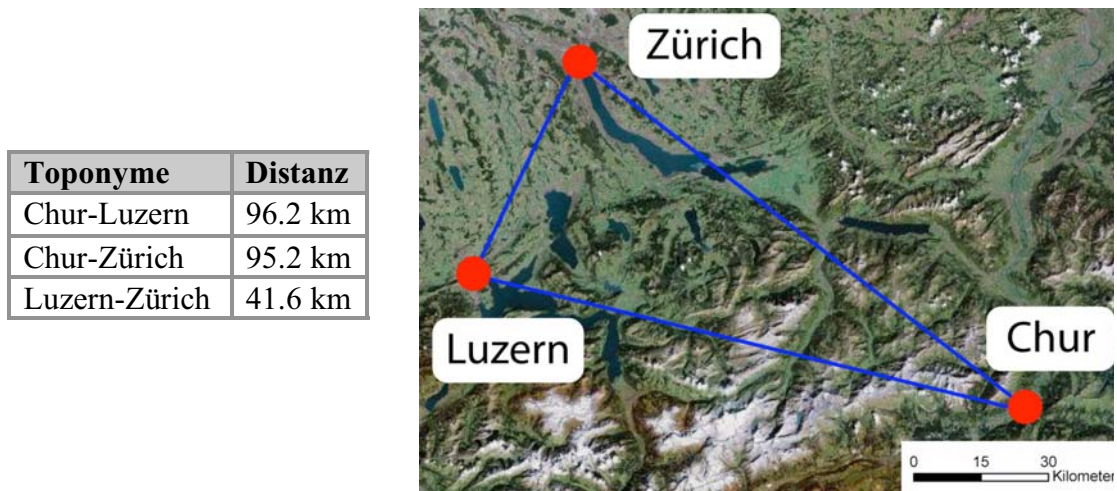 Toponyme Distanz
Chur-Luzern 96.2 km
Chur-Zürich 95.2 km
Luzern-Zürich 41.6 km
Zürich
Luzern
Chur
0 15 30
Kilometer